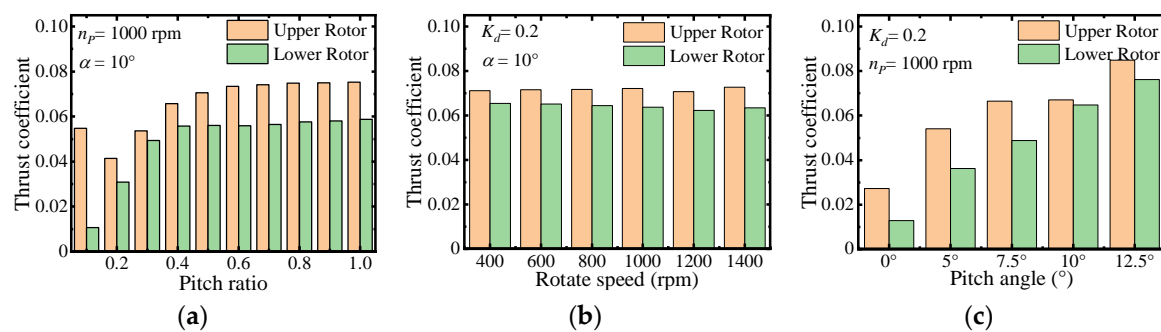 n_P= 1000 rpm
α = 10°
Upper Rotor
Lower Rotor
Thrust coefficient
0.10
0.08
0.06
0.04
0.02
0
0.2 0.4 0.6 0.8 1.0
Pitch ratio
(a)
K_d= 0.2
α = 10°
Upper Rotor
Lower Rotor
Thrust coefficient
0.10
0.08
0.06
0.04
0.02
0.00
400 600 800 1000 1200 1400
Rotate speed (rpm)
(b)
K_d= 0.2
n_P= 1000 rpm
Upper Rotor
Lower Rotor
Thrust coefficient
0.10
0.08
0.06
0.04
0.02
0
0° 5° 7.5° 10° 12.5°
Pitch angle (°)
(c)